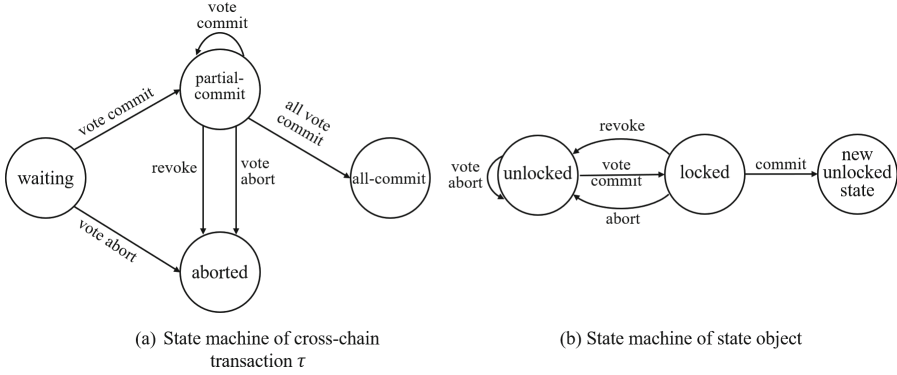 vote
commit
partial-
commit
vote commit
all vote
commit
waiting
revoke
vote
abort
all-commit
vote abort
aborted
(a) State machine of cross-chain
transaction τ
revoke
vote
abort
unlocked
vote
commit
locked
commit
new
unlocked
state
abort
(b) State machine of state object